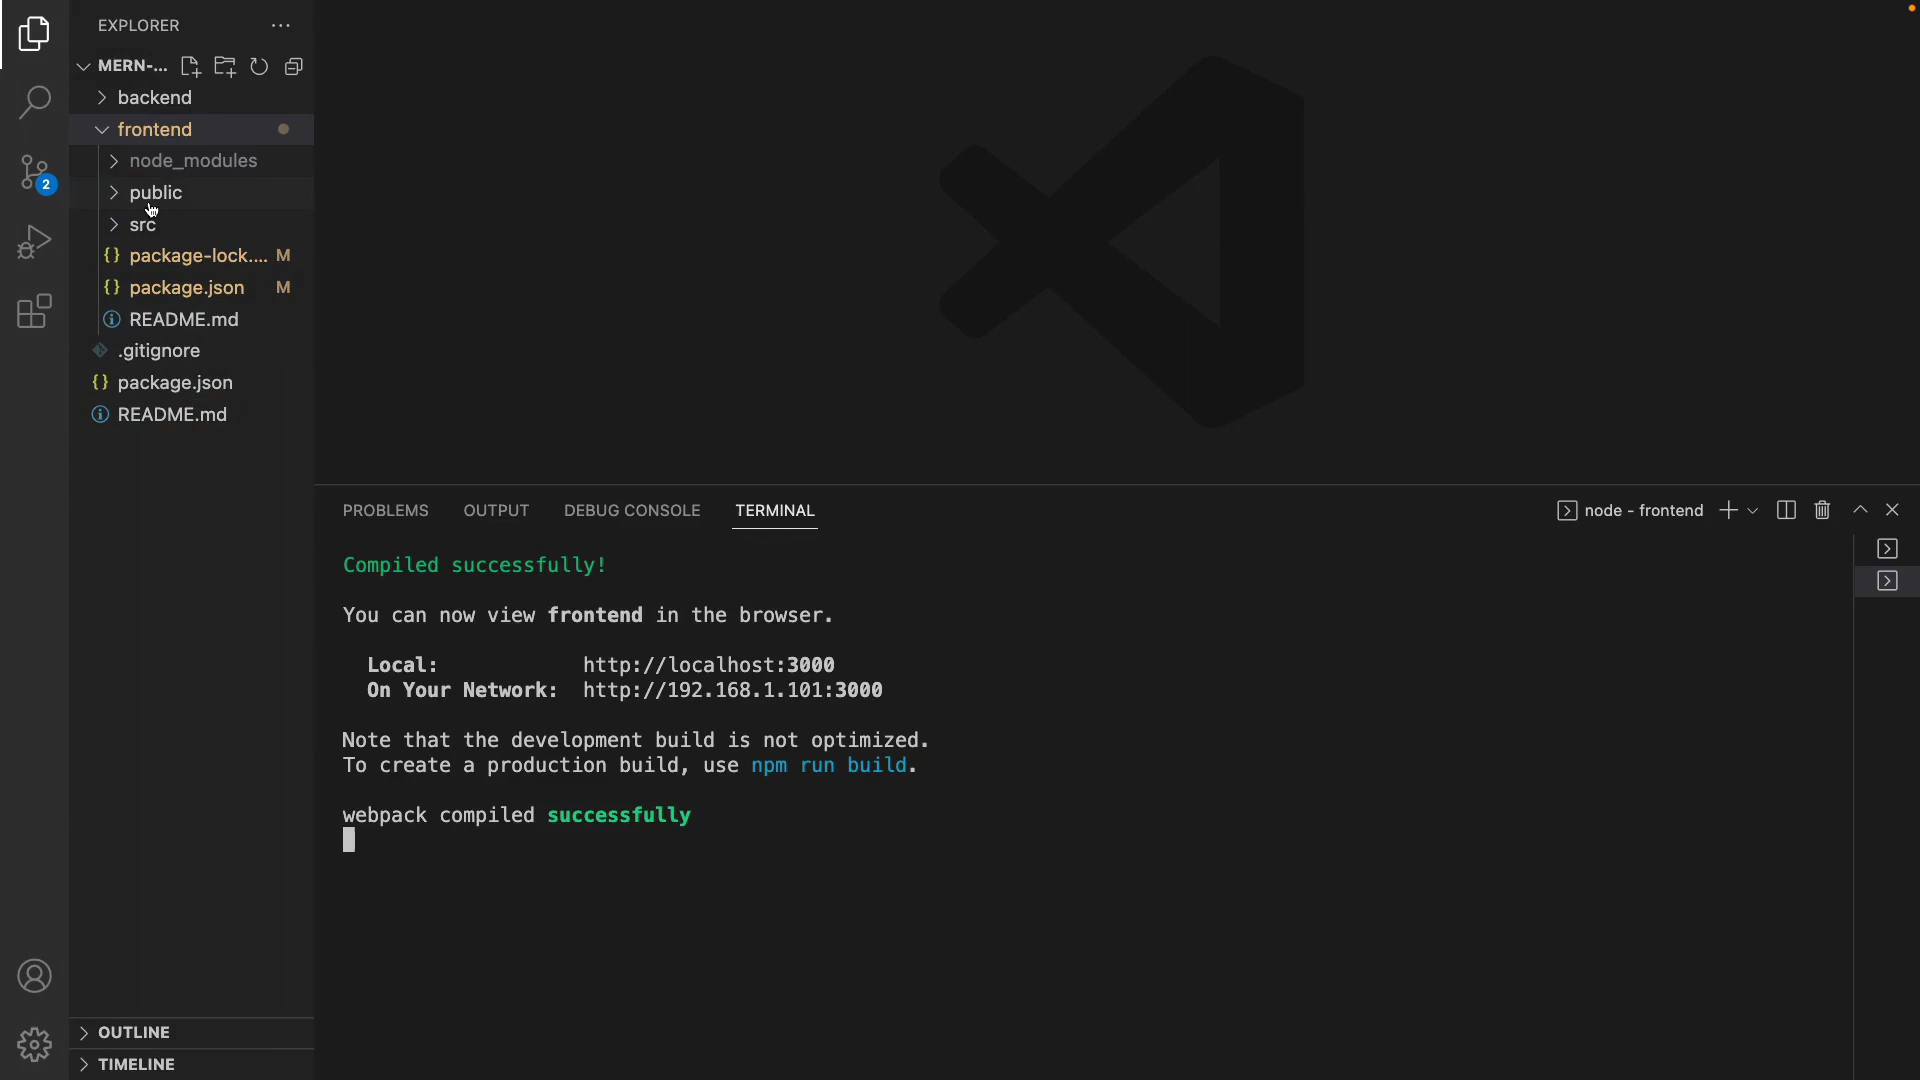 EXPLORER
MERN-...
backend
frontend
node_modules
public
src
package-lock.... M
package.json M
README.md
.gitignore
package.json
README.md
OUTLINE
TIMELINE
2
PROBLEMS OUTPUT DEBUG CONSOLE TERMINAL
node - frontend
Compiled successfully!
You can now view frontend in the browser.
Local: http://localhost:3000
On Your Network: http://192.168.1.101:3000
Note that the development build is not optimized.
To create a production build, use npm run build.
webpack compiled successfully